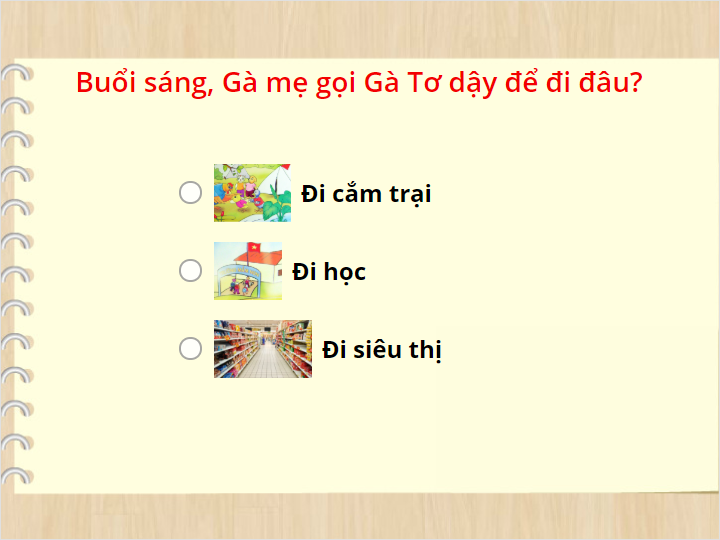 Buổi sáng, Gà mẹ gọi Gà Tơ dậy để đi đâu?
Đi cắm trại
Đi học
Đi siêu thị